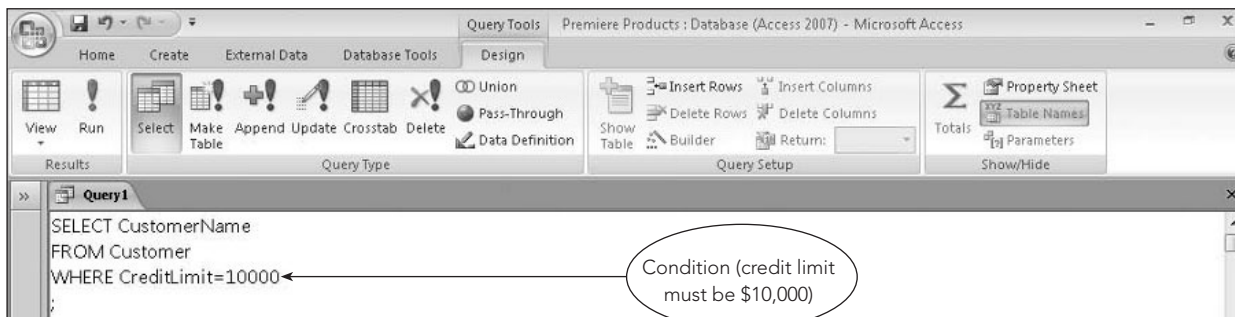 Query Tools Premiere Products : Database (Access 2007) - Microsoft Access
Home Create External Data Database Tools Design
View Run Select Make Table Append Update Crosstab Delete
Union
Pass-Through
Data Definition
Show Table
Insert Rows Insert Columns
Delete Rows Delete Columns
Builder Return:
Totals
Property Sheet
Table Names
Parameters
Results Query Type Query Setup Show/Hide
Query1
SELECT CustomerName
FROM Customer
WHERE CreditLimit=10000
;
Condition (credit limit
must be $10,000)